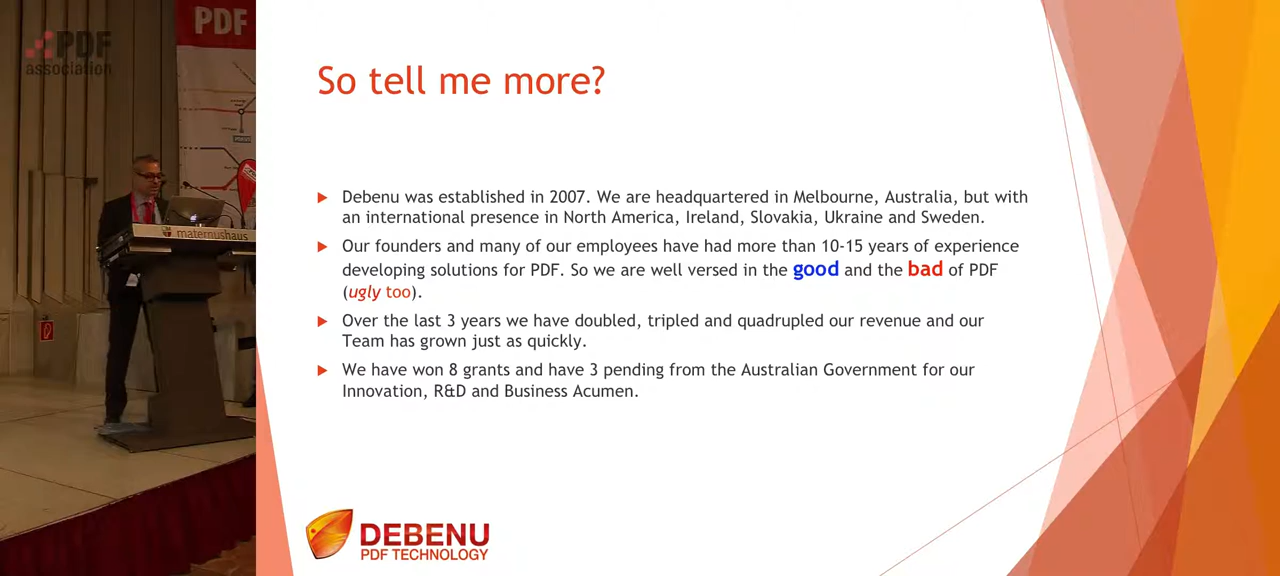 PDF
PDF
association
maternushaus
So tell me more?
Debenu was established in 2007. We are headquartered in Melbourne, Australia, but with
an international presence in North America, Ireland, Slovakia, Ukraine and Sweden.
Our founders and many of our employees have had more than 10-15 years of experience
developing solutions for PDF. So we are well versed in the good and the bad of PDF
(ugly too).
Over the last 3 years we have doubled, tripled and quadrupled our revenue and our
Team has grown just as quickly.
We have won 8 grants and have 3 pending from the Australian Government for our
Innovation, R&D and Business Acumen.
DEBENU
PDF TECHNOLOGY